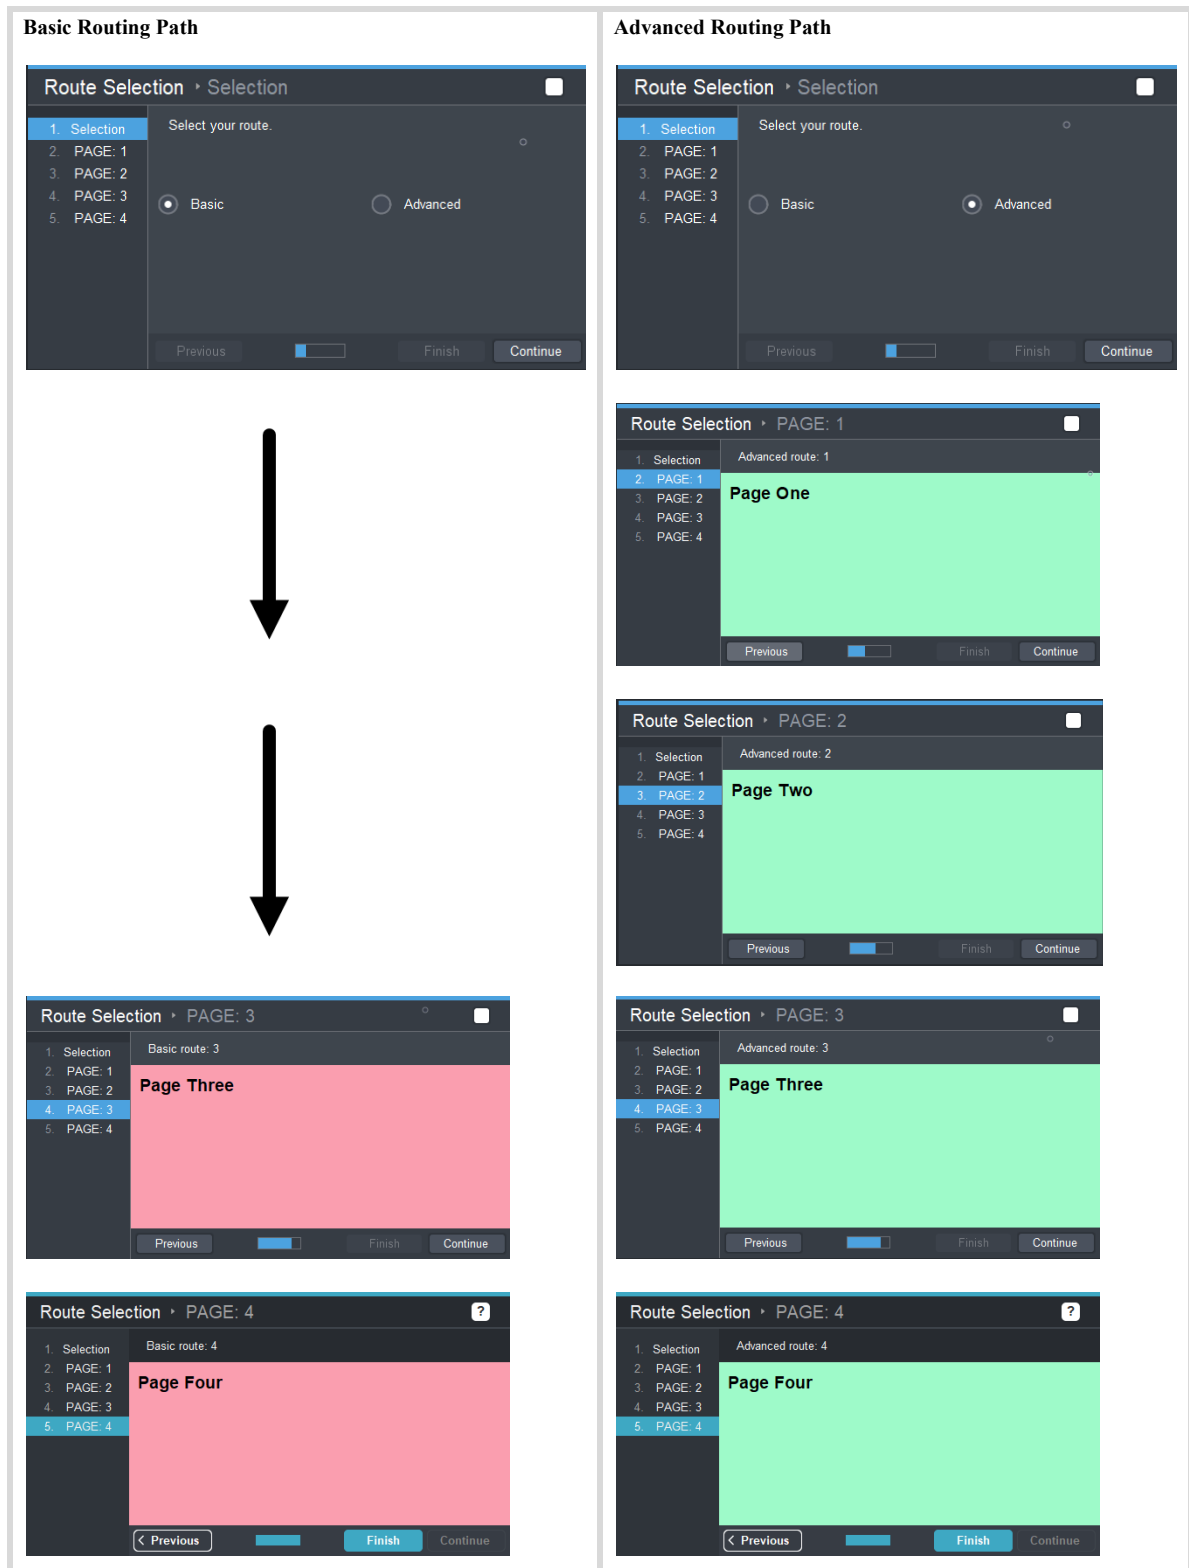 Basic Routing Path
Advanced Routing Path
Route Selection ‣ Selection
1. Selection
2. PAGE: 1
3. PAGE: 2
4. PAGE: 3
5. PAGE: 4
Select your route.
Basic Advanced
Previous Finish Continue
Route Selection ‣ Selection
1. Selection
2. PAGE: 1
3. PAGE: 2
4. PAGE: 3
5. PAGE: 4
Select your route.
Basic Advanced
Previous Finish Continue
Route Selection ‣ PAGE: 1
1. Selection
2. PAGE: 1
3. PAGE: 2
4. PAGE: 3
5. PAGE: 4
Advanced route: 1
Page One
Previous Finish Continue
Route Selection ‣ PAGE: 2
1. Selection
2. PAGE: 1
3. PAGE: 2
4. PAGE: 3
5. PAGE: 4
Advanced route: 2
Page Two
Previous Finish Continue
Route Selection ‣ PAGE: 3
1. Selection
2. PAGE: 1
3. PAGE: 2
4. PAGE: 3
5. PAGE: 4
Basic route: 3
Page Three
Previous Finish Continue
Route Selection ‣ PAGE: 3
1. Selection
2. PAGE: 1
3. PAGE: 2
4. PAGE: 3
5. PAGE: 4
Advanced route: 3
Page Three
Previous Finish Continue
Route Selection ‣ PAGE: 4 ?
1. Selection
2. PAGE: 1
3. PAGE: 2
4. PAGE: 3
5. PAGE: 4
Basic route: 4
Page Four
< Previous Finish Continue
Route Selection ‣ PAGE: 4 ?
1. Selection
2. PAGE: 1
3. PAGE: 2
4. PAGE: 3
5. PAGE: 4
Advanced route: 4
Page Four
< Previous Finish Continue